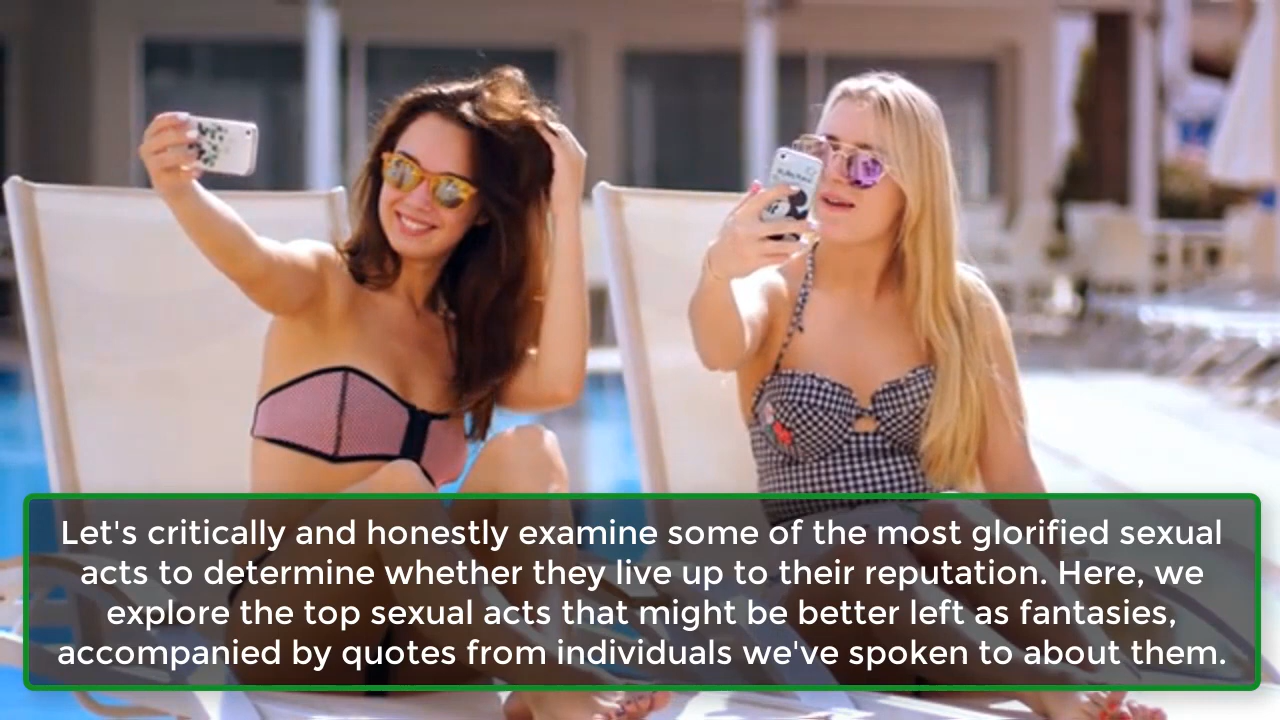 Let's critically and honestly examine some of the most glorified sexual
acts to determine whether they live up to their reputation. Here, we
explore the top sexual acts that might be better left as fantasies,
accompanied by quotes from individuals we've spoken to about them.